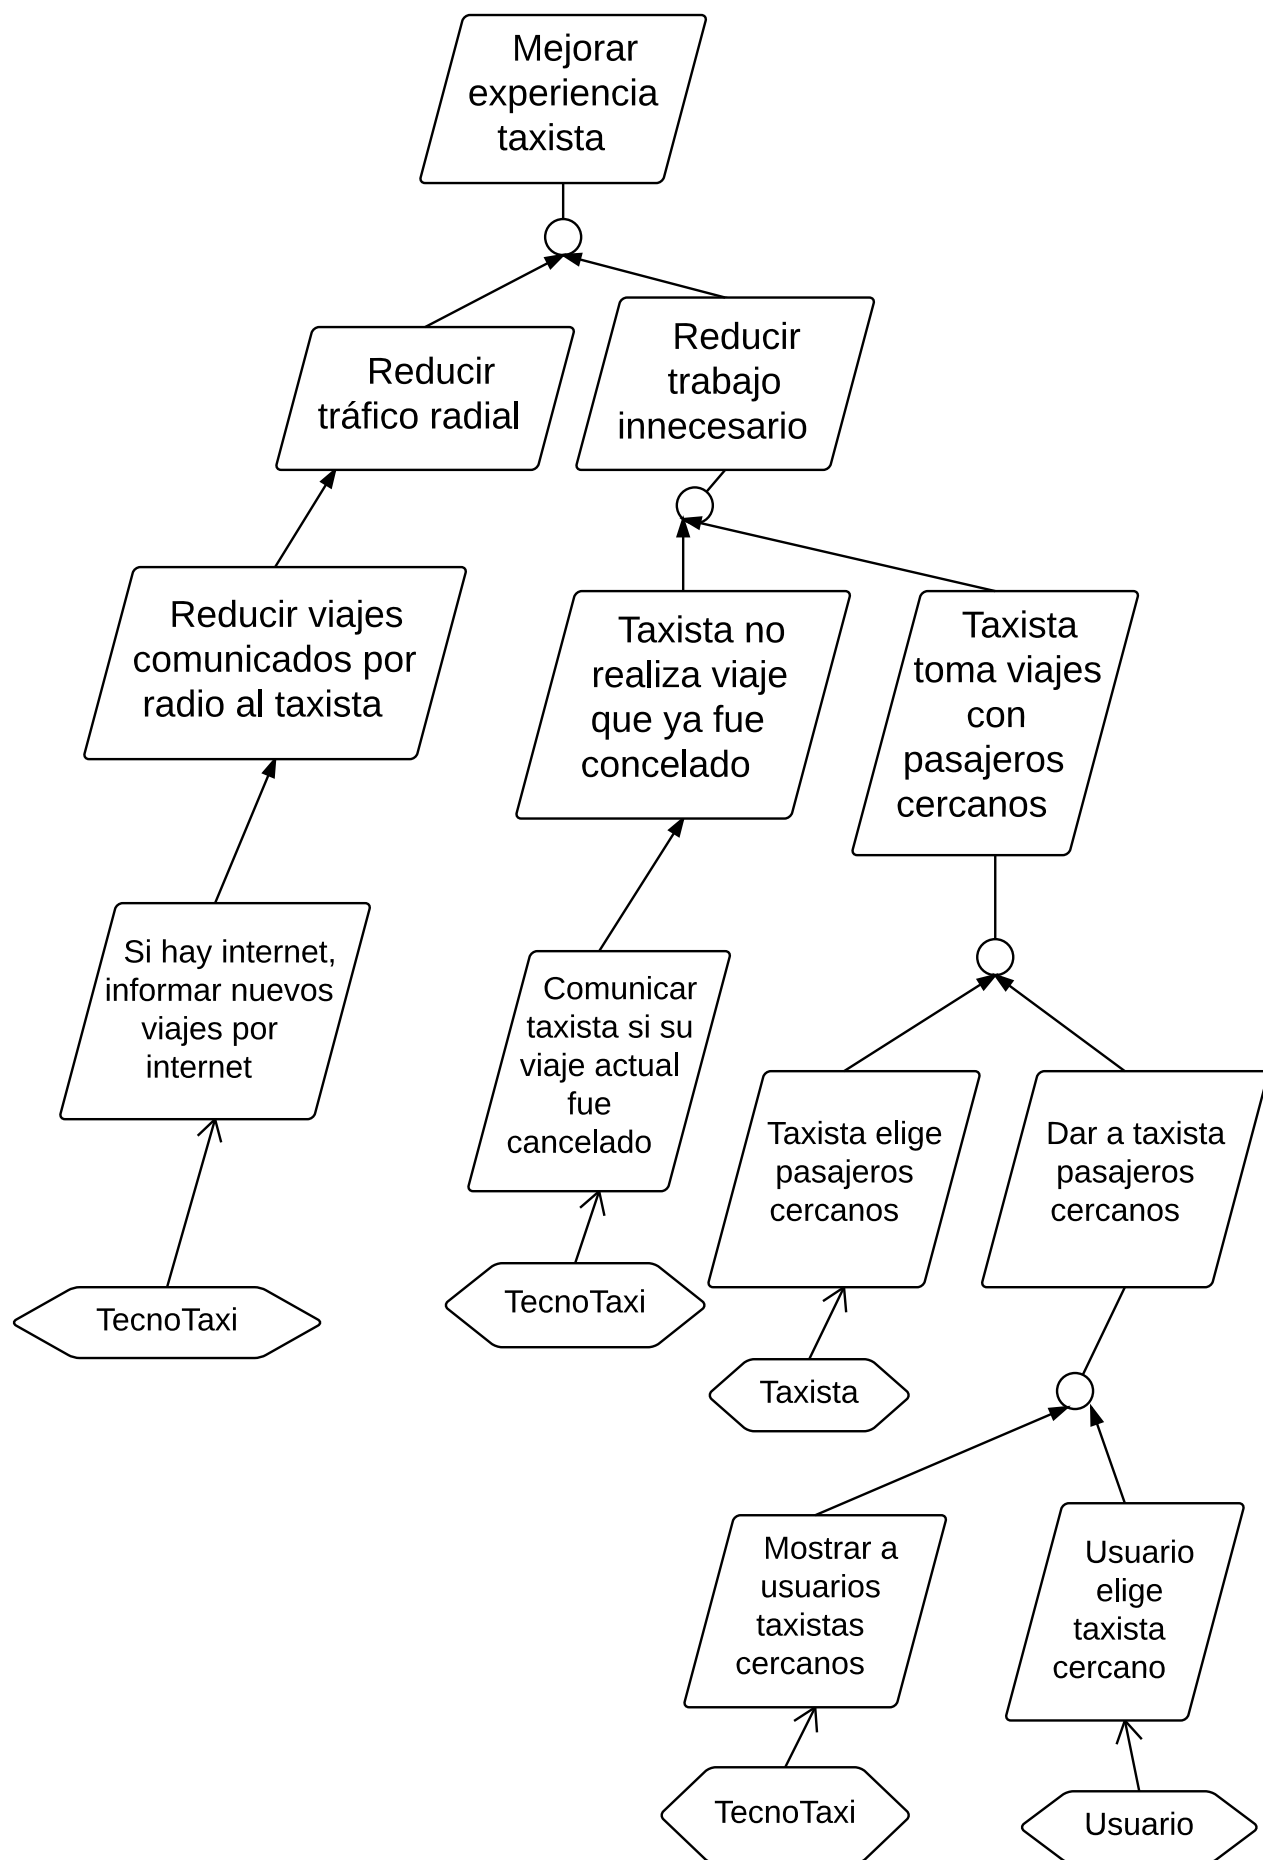 Mejorar
experiencia
taxista
Reducir
tráfico radial
Reducir
trabajo
innecesario
Reducir viajes
comunicados por
radio al taxista
Taxista no
realiza viaje
que ya fue
concelado
Taxista
toma viajes
con
pasajeros
cercanos
Si hay internet,
informar nuevos
viajes por
internet
Comunicar
taxista si su
viaje actual
fue
cancelado
Taxista elige
pasajeros
cercanos
Dar a taxista
pasajeros
cercanos
TecnoTaxi
TecnoTaxi
Taxista
Mostrar a
usuarios
taxistas
cercanos
Usuario
elige
taxista
cercano
TecnoTaxi
Usuario